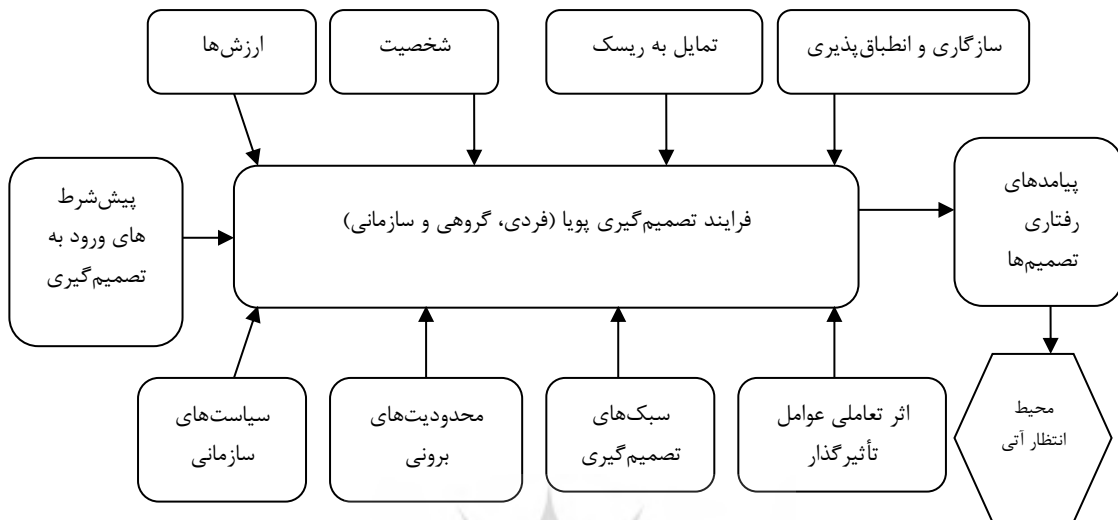 سازگاری و انطباق‌پذیری
تمایل به ریسک
شخصیت
ارزش‌ها
پیش‌شرط
های ورود به
تصمیم‌گیری
فرایند تصمیم‌گیری پویا (فردی، گروهی و سازمانی)
پیامدهای
رفتاری
تصمیم‌ها
اثر تعاملی عوامل
تأثیرگذار
سبک‌های
تصمیم‌گیری
محدودیت‌های
برونی
سیاست‌های
سازمانی
محیط
انتظار آتی